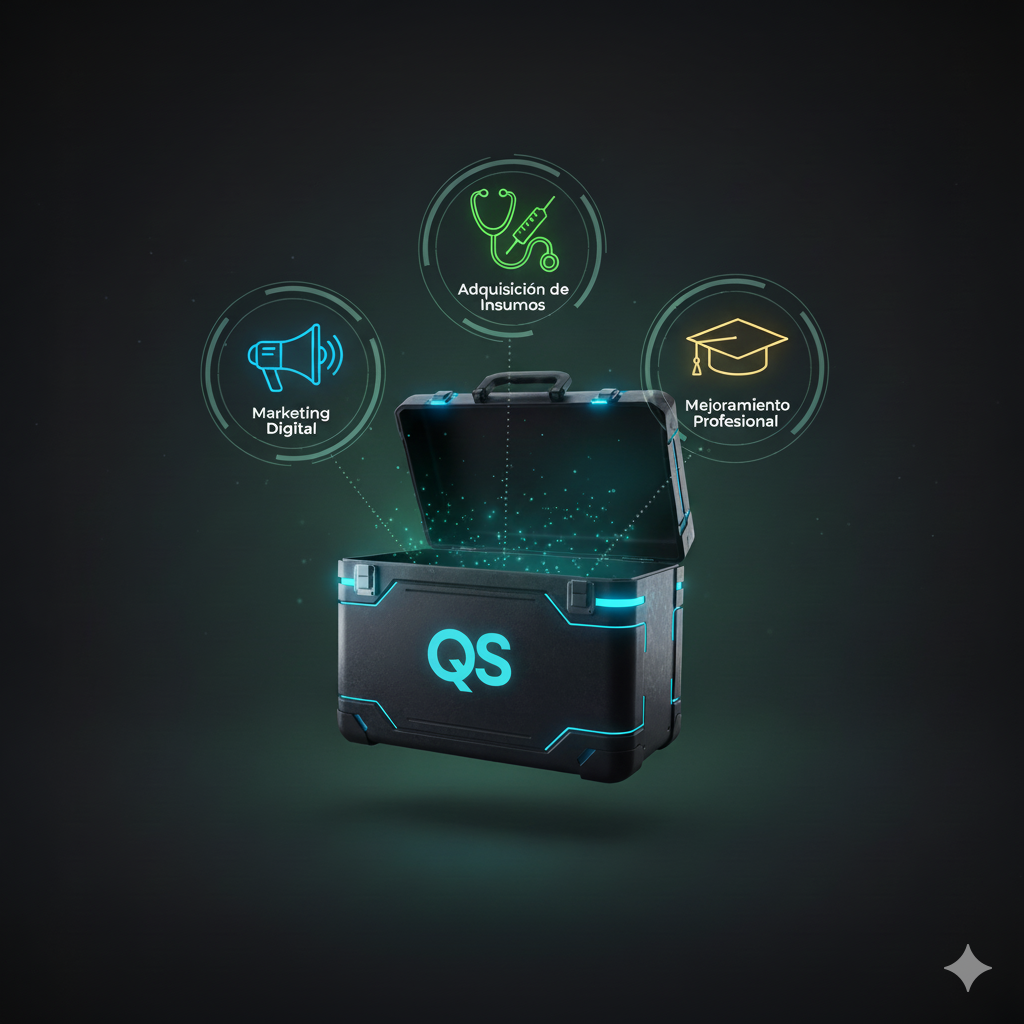 Adquisición de
Insumos
Marketing
Digital
Mejoramiento
Profesional
QS